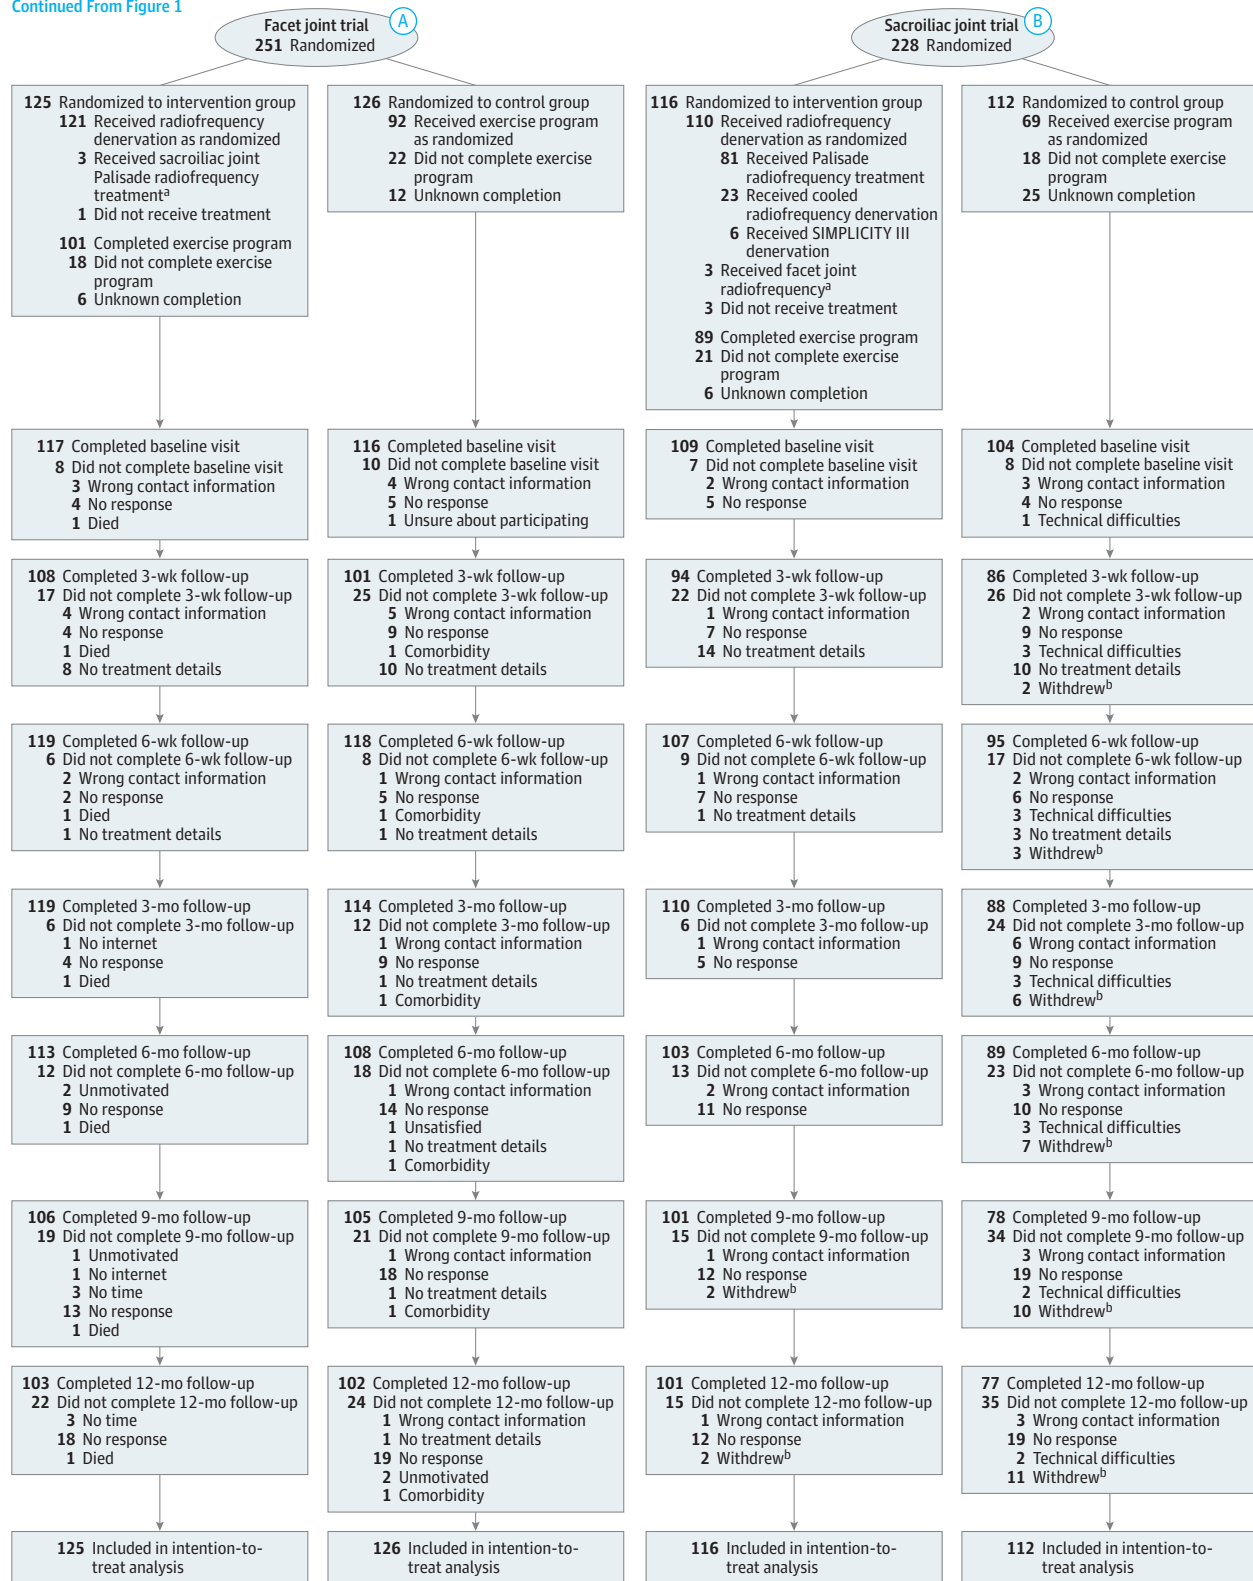 Continued From Figure 1
Facet joint trial
251 Randomized
A
125 Randomized to intervention group
121 Received radiofrequency
denervation as randomized
3 Received sacroiliac joint
Palisade radiofrequency
treatmentᵃ
1 Did not receive treatment
101 Completed exercise program
18 Did not complete exercise
program
6 Unknown completion
126 Randomized to control group
92 Received exercise program
as randomized
22 Did not complete exercise
program
12 Unknown completion
117 Completed baseline visit
8 Did not complete baseline visit
3 Wrong contact information
4 No response
1 Died
116 Completed baseline visit
10 Did not complete baseline visit
4 Wrong contact information
5 No response
1 Unsure about participating
108 Completed 3-wk follow-up
17 Did not complete 3-wk follow-up
4 Wrong contact information
4 No response
1 Died
8 No treatment details
101 Completed 3-wk follow-up
25 Did not complete 3-wk follow-up
5 Wrong contact information
9 No response
1 Comorbidity
10 No treatment details
119 Completed 6-wk follow-up
6 Did not complete 6-wk follow-up
2 Wrong contact information
2 No response
1 Died
1 No treatment details
118 Completed 6-wk follow-up
8 Did not complete 6-wk follow-up
1 Wrong contact information
5 No response
1 Comorbidity
1 No treatment details
119 Completed 3-mo follow-up
6 Did not complete 3-mo follow-up
1 No internet
4 No response
1 Died
114 Completed 3-mo follow-up
12 Did not complete 3-mo follow-up
1 Wrong contact information
9 No response
1 No treatment details
1 Comorbidity
113 Completed 6-mo follow-up
12 Did not complete 6-mo follow-up
2 Unmotivated
9 No response
1 Died
108 Completed 6-mo follow-up
18 Did not complete 6-mo follow-up
1 Wrong contact information
14 No response
1 Unsatisfied
1 No treatment details
1 Comorbidity
106 Completed 9-mo follow-up
19 Did not complete 9-mo follow-up
1 Unmotivated
1 No internet
3 No time
13 No response
1 Died
105 Completed 9-mo follow-up
21 Did not complete 9-mo follow-up
1 Wrong contact information
18 No response
1 No treatment details
1 Comorbidity
103 Completed 12-mo follow-up
22 Did not complete 12-mo follow-up
3 No time
18 No response
1 Died
102 Completed 12-mo follow-up
24 Did not complete 12-mo follow-up
1 Wrong contact information
1 No treatment details
19 No response
2 Unmotivated
1 Comorbidity
125 Included in intention-to-
treat analysis
126 Included in intention-to-
treat analysis
Sacroiliac joint trial
228 Randomized
B
116 Randomized to intervention group
110 Received radiofrequency
denervation as randomized
81 Received Palisade
radiofrequency treatment
23 Received cooled
radiofrequency denervation
6 Received SIMPLICITY III
denervation
3 Received facet joint
radiofrequencyᵃ
3 Did not receive treatment
89 Completed exercise program
21 Did not complete exercise
program
6 Unknown completion
112 Randomized to control group
69 Received exercise program
as randomized
18 Did not complete exercise
program
25 Unknown completion
109 Completed baseline visit
7 Did not complete baseline visit
2 Wrong contact information
5 No response
104 Completed baseline visit
8 Did not complete baseline visit
3 Wrong contact information
4 No response
1 Technical difficulties
94 Completed 3-wk follow-up
22 Did not complete 3-wk follow-up
1 Wrong contact information
7 No response
14 No treatment details
86 Completed 3-wk follow-up
26 Did not complete 3-wk follow-up
2 Wrong contact information
9 No response
3 Technical difficulties
10 No treatment details
2 Withdrewᵇ
107 Completed 6-wk follow-up
9 Did not complete 6-wk follow-up
1 Wrong contact information
7 No response
1 No treatment details
95 Completed 6-wk follow-up
17 Did not complete 6-wk follow-up
2 Wrong contact information
6 No response
3 Technical difficulties
3 No treatment details
3 Withdrewᵇ
110 Completed 3-mo follow-up
6 Did not complete 3-mo follow-up
1 Wrong contact information
5 No response
88 Completed 3-mo follow-up
24 Did not complete 3-mo follow-up
6 Wrong contact information
9 No response
3 Technical difficulties
6 Withdrewᵇ
103 Completed 6-mo follow-up
13 Did not complete 6-mo follow-up
2 Wrong contact information
11 No response
89 Completed 6-mo follow-up
23 Did not complete 6-mo follow-up
3 Wrong contact information
10 No response
3 Technical difficulties
7 Withdrewᵇ
101 Completed 9-mo follow-up
15 Did not complete 9-mo follow-up
1 Wrong contact information
12 No response
2 Withdrewᵇ
78 Completed 9-mo follow-up
34 Did not complete 9-mo follow-up
3 Wrong contact information
19 No response
2 Technical difficulties
10 Withdrewᵇ
101 Completed 12-mo follow-up
15 Did not complete 12-mo follow-up
1 Wrong contact information
12 No response
2 Withdrewᵇ
77 Completed 12-mo follow-up
35 Did not complete 12-mo follow-up
3 Wrong contact information
19 No response
2 Technical difficulties
11 Withdrewᵇ
116 Included in intention-to-
treat analysis
112 Included in intention-to-
treat analysis